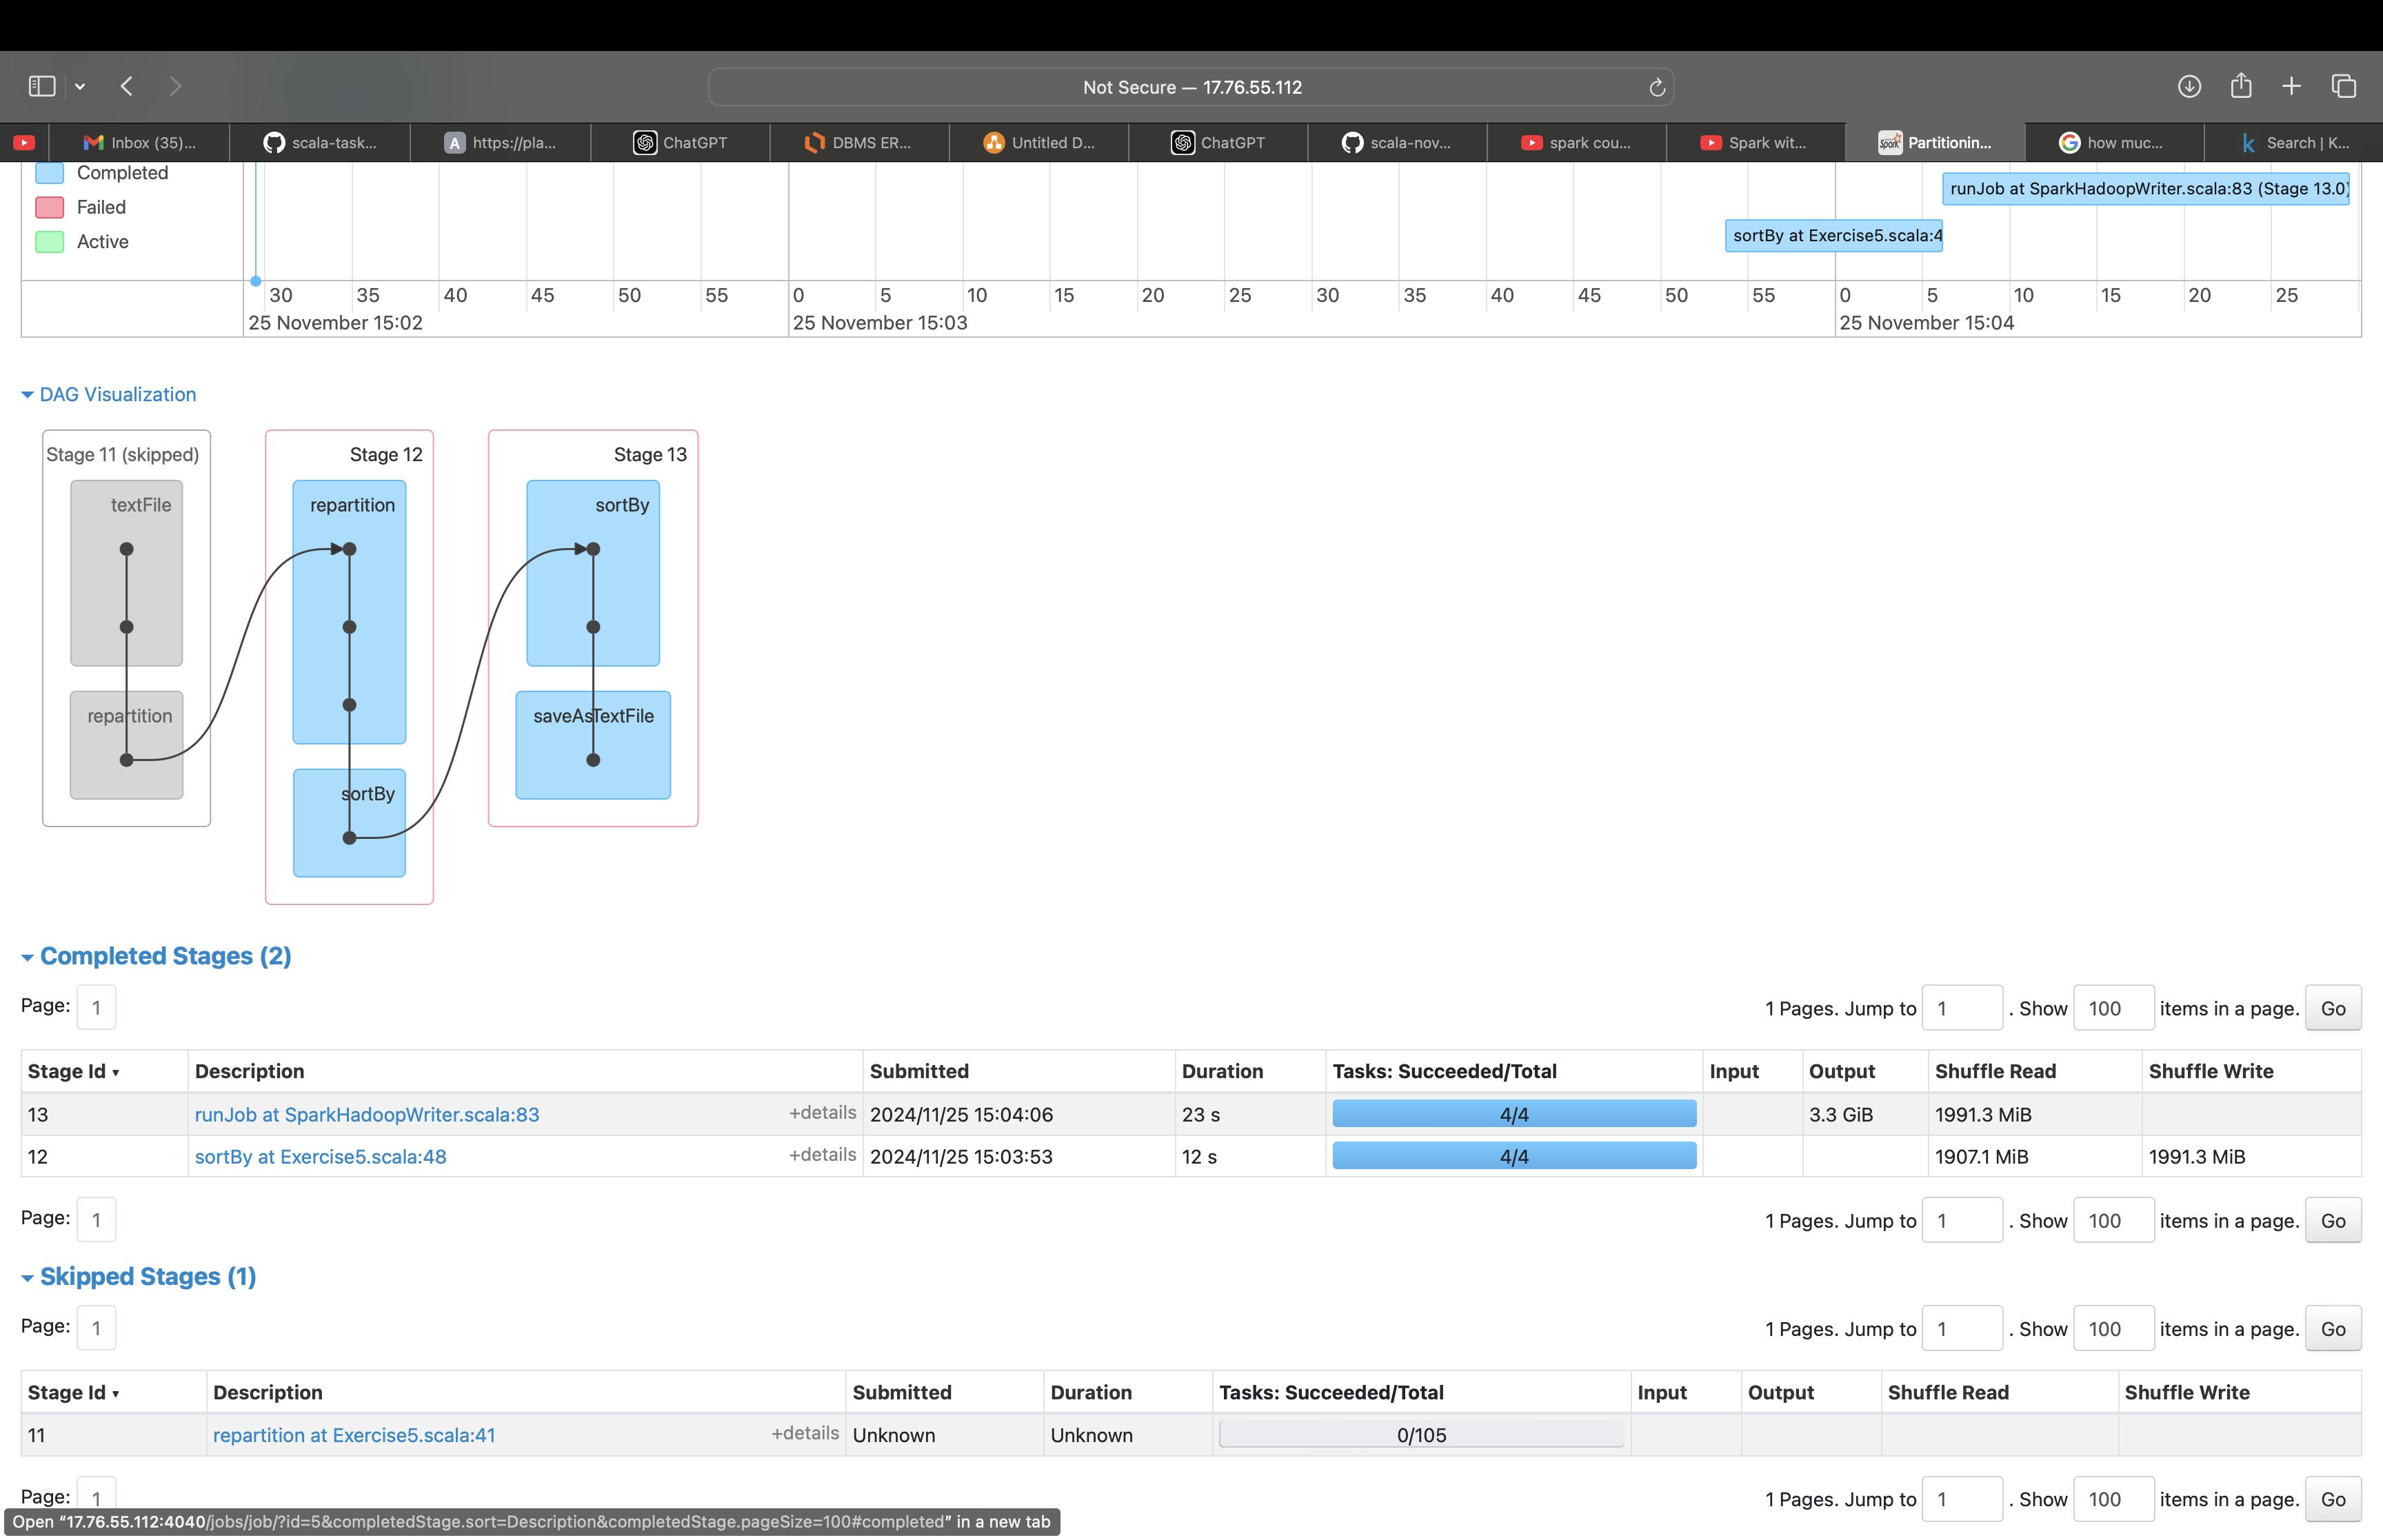 Not Secure — 17.76.55.112
Inbox (35)...
scala-task...
A https://pla...
ChatGPT
DBMS ER...
Untitled D...
ChatGPT
scala-nov...
spark cou...
Spark wit...
Spark Partitionin...
how muc...
k Search | K...
Completed
Failed
Active
runJob at SparkHadoopWriter.scala:83 (Stage 13.0)
sortBy at Exercise5.scala:4
30 35 40 45 50 55 0 5 10 15 20 25 30 35 40 45 50 55 0 5 10 15 20 25
25 November 15:02 25 November 15:03 25 November 15:04
DAG Visualization
Stage 11 (skipped)
textFile
repartition
Stage 12
repartition
sortBy
Stage 13
sortBy
saveAsTextFile
Completed Stages (2)
Page: 1 1 Pages. Jump to 1 . Show 100 items in a page. Go
Stage Id ▾ Description Submitted Duration Tasks: Succeeded/Total Input Output Shuffle Read Shuffle Write
13 runJob at SparkHadoopWriter.scala:83 +details 2024/11/25 15:04:06 23 s 4/4 3.3 GiB 1991.3 MiB
12 sortBy at Exercise5.scala:48 +details 2024/11/25 15:03:53 12 s 4/4 1907.1 MiB 1991.3 MiB
Page: 1 1 Pages. Jump to 1 . Show 100 items in a page. Go
Skipped Stages (1)
Page: 1 1 Pages. Jump to 1 . Show 100 items in a page. Go
Stage Id ▾ Description Submitted Duration Tasks: Succeeded/Total Input Output Shuffle Read Shuffle Write
11 repartition at Exercise5.scala:41 +details Unknown Unknown 0/105
Page: 1 1 Pages. Jump to 1 . Show 100 items in a page. Go
Open "17.76.55.112:4040/jobs/job/?id=5&completedStage.sort=Description&completedStage.pageSize=100#completed" in a new tab